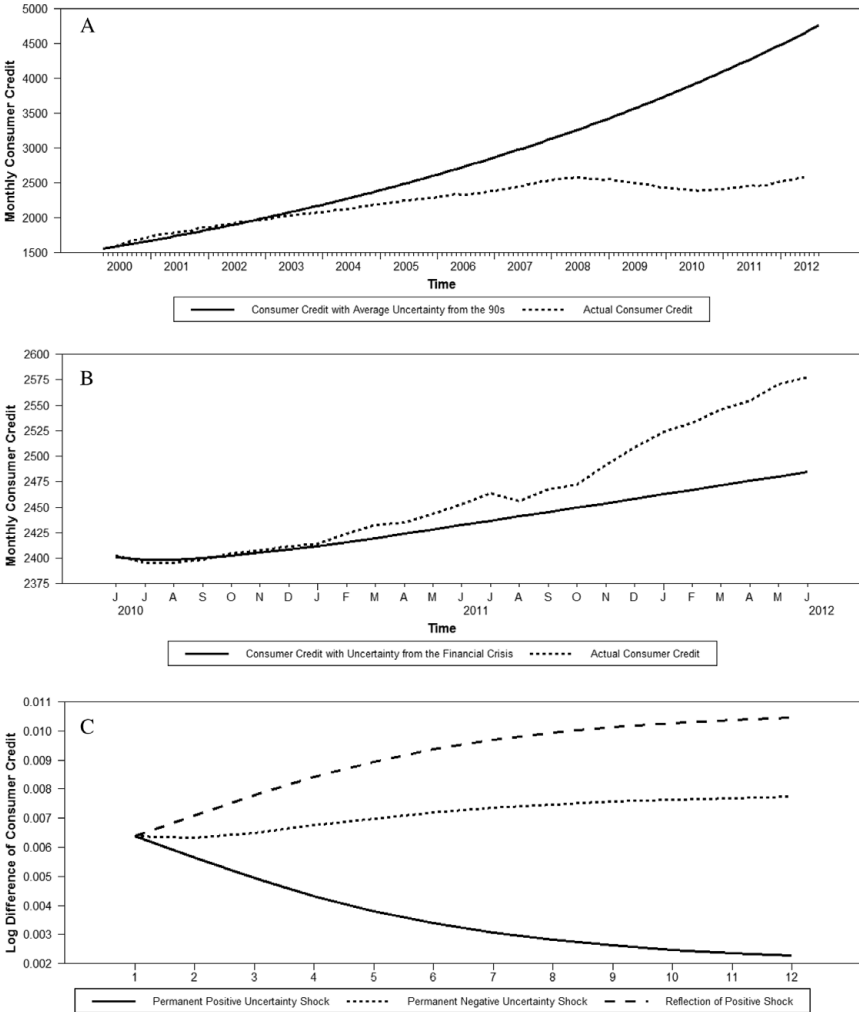 A
5000
4500
4000
3500
3000
2500
2000
1500
Monthly Consumer Credit
2000 2001 2002 2003 2004 2005 2006 2007 2008 2009 2010 2011 2012
Time
Consumer Credit with Average Uncertainty from the 90s Actual Consumer Credit
B
2600
2575
2550
2525
2500
2475
2450
2425
2400
2375
Monthly Consumer Credit
J J A S O N D J F M A M J J A S O N D J F M A M J
2010 2011 2012
Time
Consumer Credit with Uncertainty from the Financial Crisis Actual Consumer Credit
C
0.011
0.010
0.009
0.008
0.007
0.006
0.005
0.004
0.003
0.002
Log Difference of Consumer Credit
1 2 3 4 5 6 7 8 9 10 11 12
Permanent Positive Uncertainty Shock Permanent Negative Uncertainty Shock Reflection of Positive Shock